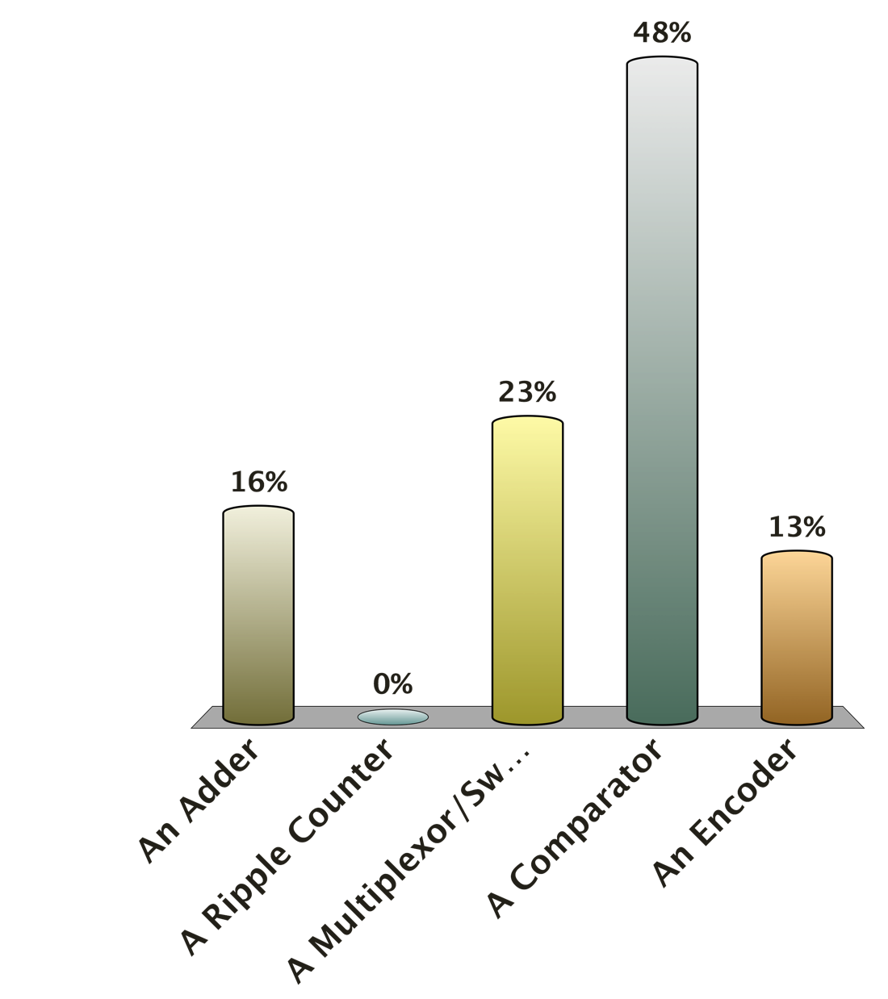 48%
23%
16%
13%
0%
An Adder
A Ripple Counter
A Multiplexor/Sw...
A Comparator
An Encoder